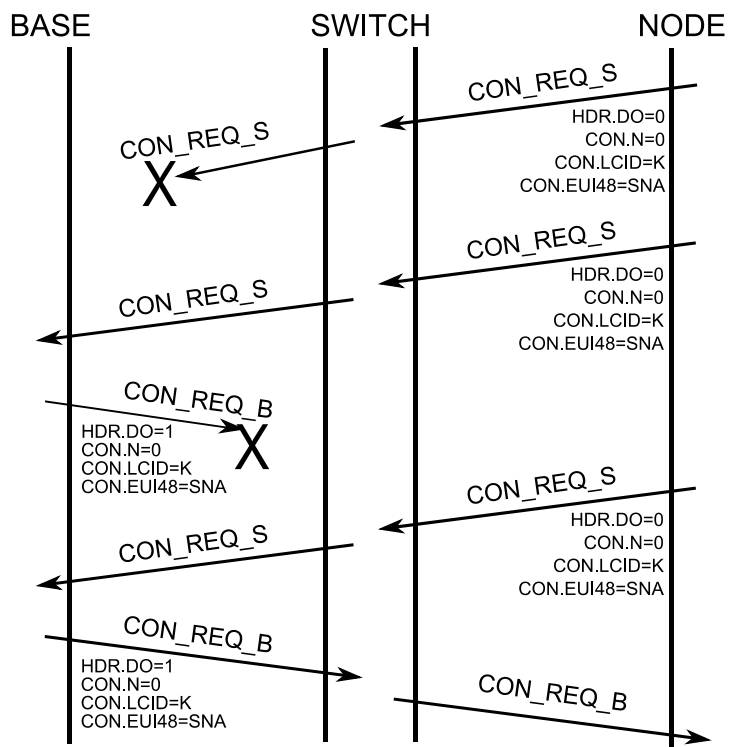 BASE
SWITCH
NODE
CON_REQ_S
HDR.DO=0
CON.N=0
CON.LCID=K
CON.EUI48=SNA
CON_REQ_S
X
CON_REQ_S
HDR.DO=0
CON.N=0
CON.LCID=K
CON.EUI48=SNA
CON_REQ_S
CON_REQ_B
X
HDR.DO=1
CON.N=0
CON.LCID=K
CON.EUI48=SNA
CON_REQ_S
HDR.DO=0
CON.N=0
CON.LCID=K
CON.EUI48=SNA
CON_REQ_S
CON_REQ_B
HDR.DO=1
CON.N=0
CON.LCID=K
CON.EUI48=SNA
CON_REQ_B